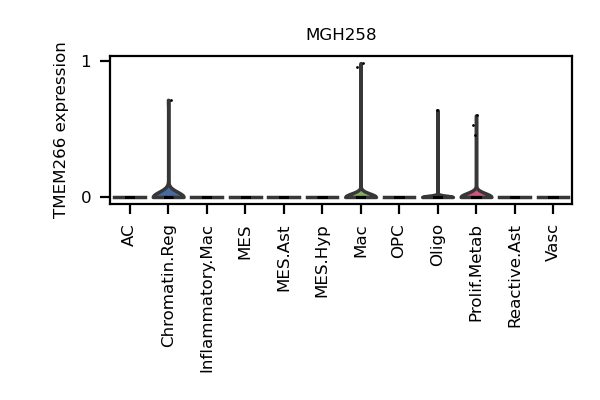 MGH258
TMEM266 expression
1
0
AC
Chromatin.Reg
Inflammatory.Mac
MES
MES.Ast
MES.Hyp
Mac
OPC
Oligo
Prolif.Metab
Reactive.Ast
Vasc